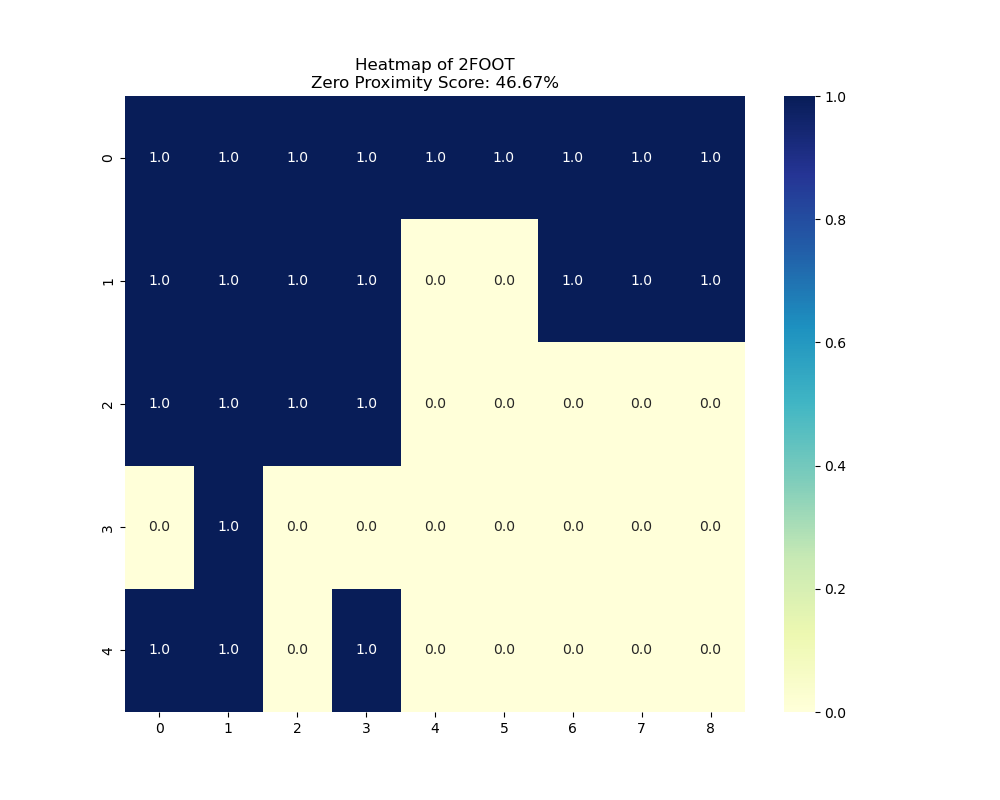 Heatmap of 2FOOT
Zero Proximity Score: 46.67%
1.0
0 1.0 1.0 1.0 1.0 1.0 1.0 1.0 1.0 1.0
0.8
1 1.0 1.0 1.0 1.0 0.0 0.0 1.0 1.0 1.0
0.6
2 1.0 1.0 1.0 1.0 0.0 0.0 0.0 0.0 0.0
0.4
3 0.0 1.0 0.0 0.0 0.0 0.0 0.0 0.0 0.0
0.2
4 1.0 1.0 0.0 1.0 0.0 0.0 0.0 0.0 0.0
0.0
0 1 2 3 4 5 6 7 8